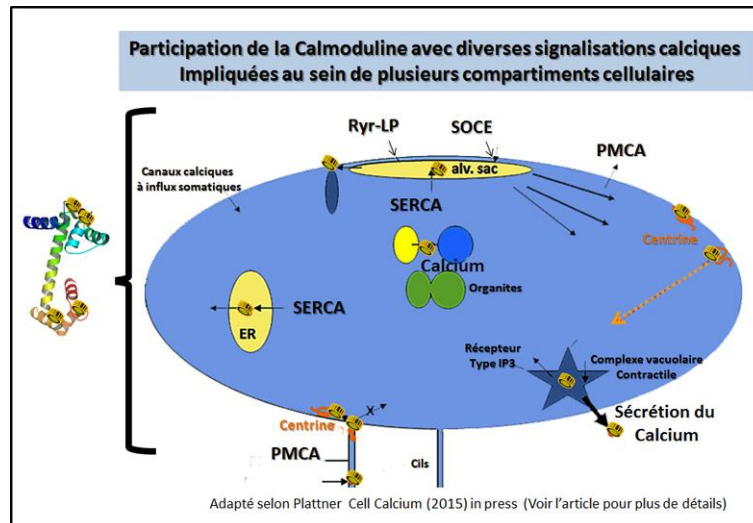 Participation de la Calmoduline avec diverses signalisations calciques
Impliquées au sein de plusieurs compartiments cellulaires
Ryr-LP
SOCE
PMCA
Canaux calciques
à influx somatiques
alv. sac
SERCA
Centrine
Calcium
Organites
SERCA
ER
Récepteur
Type IP3
Complexe vacuolaire
Contractile
X
Sécrétion du
Calcium
Centrine
PMCA
Cils
Adapté selon Plattner Cell Calcium (2015) in press (Voir l'article pour plus de détails)